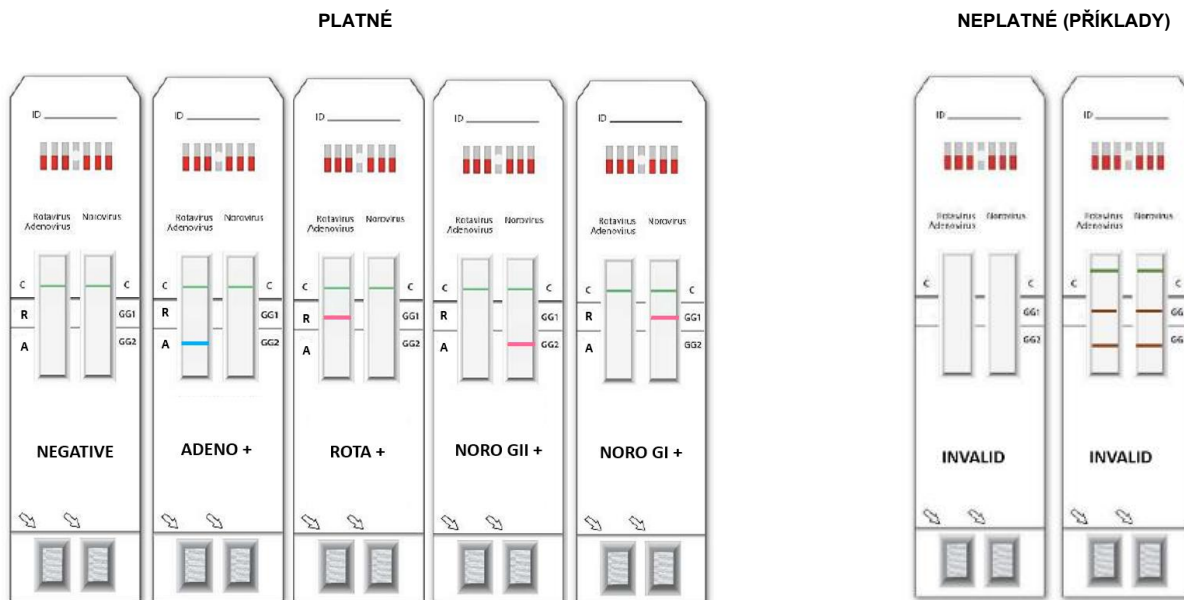 PLATNÉ
NEPLATNÉ (PŘÍKLADY)
ID
Rotavirus Norovirus
Adenovirus
C C
R GG1
A GG2
NEGATIVE
ID
Rotavirus Norovirus
Adenovirus
C C
R GG1
A GG2
ADENO +
ID
Rotavirus Norovirus
Adenovirus
C C
R GG1
A GG2
ROTA +
ID
Rotavirus Norovirus
Adenovirus
C C
R GG1
A GG2
NORO GII +
ID
Rotavirus Norovirus
Adenovirus
C C
R GG1
A GG2
NORO GI +
ID
Rotavirus Norovirus
Adenovirus
C C
GG1
GG2
INVALID
ID
Rotavirus Norovirus
Adenovirus
C C
INVALID